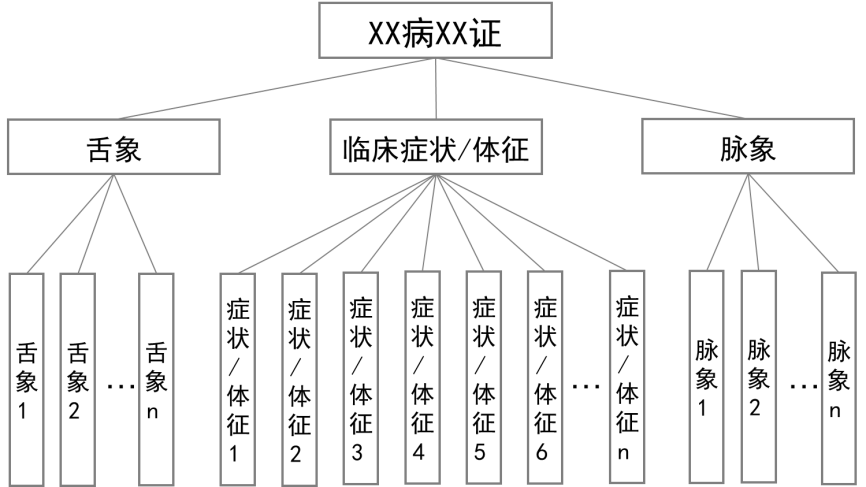 XX病XX证
舌象
临床症状/体征
脉象
舌象1
舌象2
...
舌象n
症状/体征1
症状/体征2
症状/体征3
症状/体征4
症状/体征5
症状/体征6
...
症状/体征n
脉象1
脉象2
...
脉象n